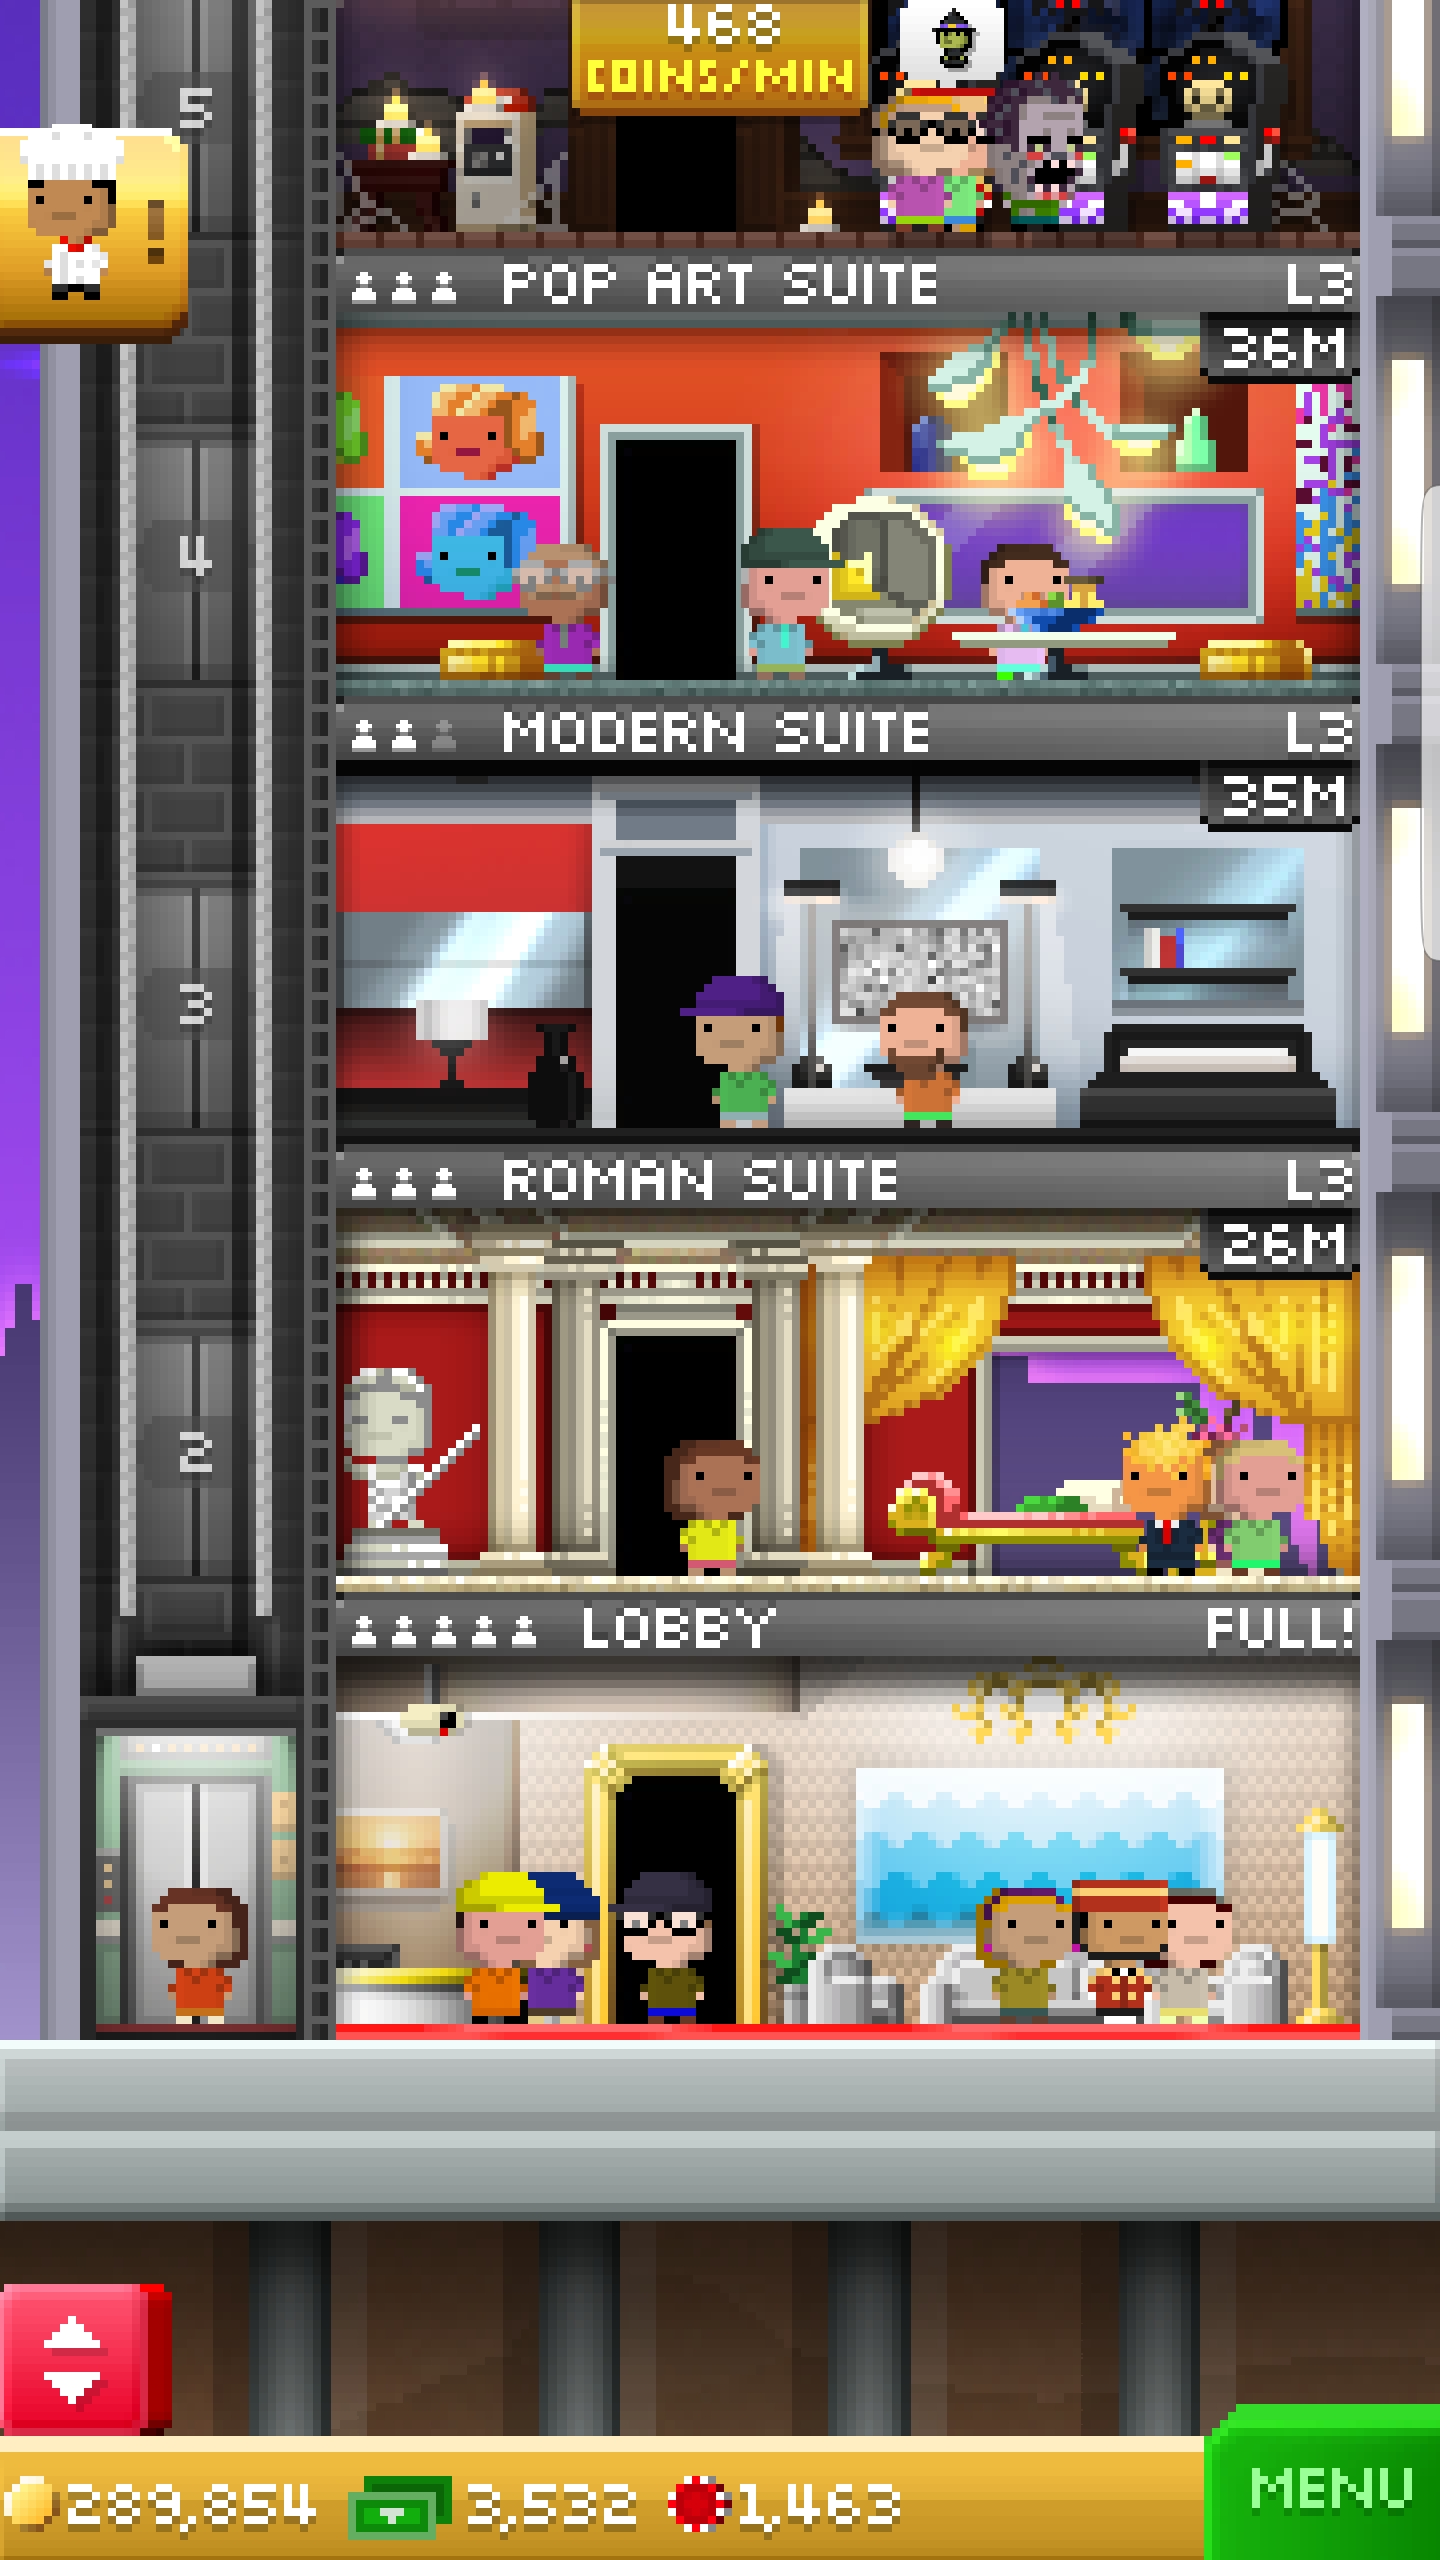 468
COINS/MIN
5
!
POP ART SUITE L3
36M
4
MODERN SUITE L3
35M
3
ROMAN SUITE L3
26M
2
LOBBY FULL!
289,854 3,532 1,463
MENU